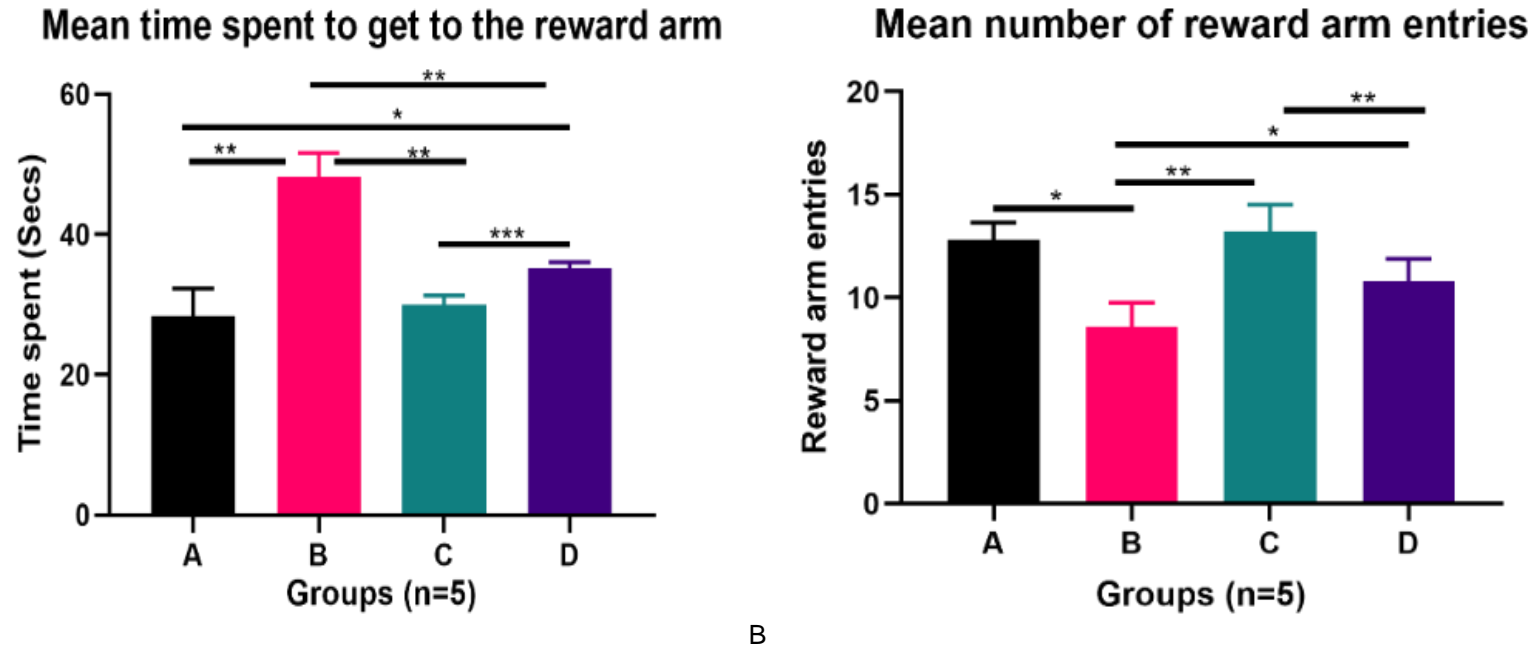 Mean time spent to get to the reward arm
Time spent (Secs)
60
40
20
0
**
*
**
**
***
A B C D
Groups (n=5)
Mean number of reward arm entries
Reward arm entries
20
15
10
5
0
**
*
**
*
A B C D
Groups (n=5)
B